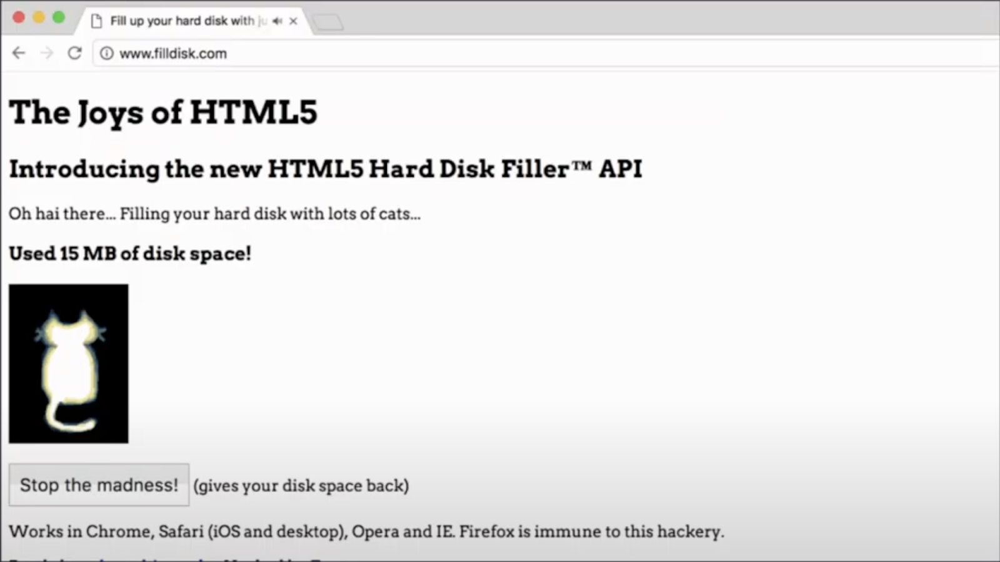 Fill up your hard disk with ju
www.filldisk.com
The Joys of HTML5
Introducing the new HTML5 Hard Disk Filler™ API
Oh hai there... Filling your hard disk with lots of cats...
Used 15 MB of disk space!
Stop the madness! (gives your disk space back)
Works in Chrome, Safari (iOS and desktop), Opera and IE. Firefox is immune to this hackery.